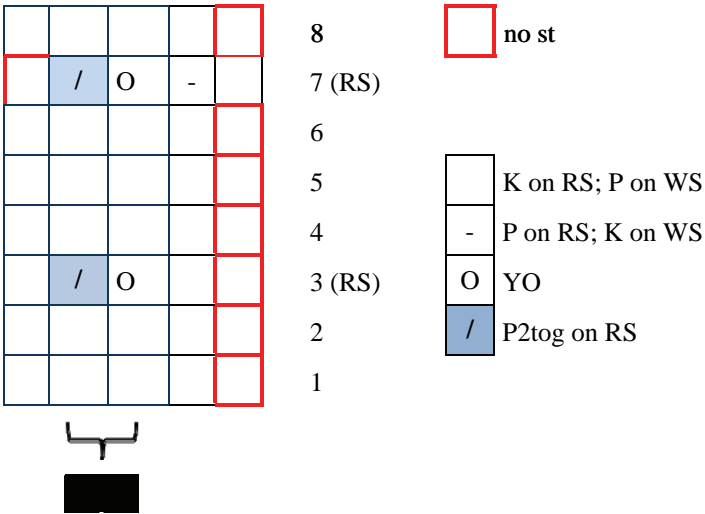 8 no st
/ O - 7 (RS)
6
5 K on RS; P on WS
4 - P on RS; K on WS
/ O 3 (RS) O YO
2 / P2tog on RS
1